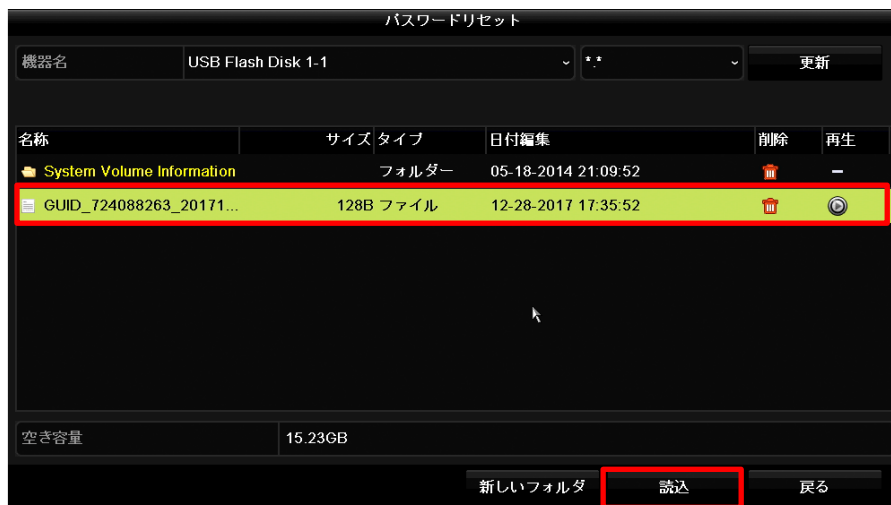 パスワードリセット
機器名 USB Flash Disk 1-1 *.* 更新
名称 サイズ タイプ 日付編集 削除 再生
System Volume Information フォルダー 05-18-2014 21:09:52 –
GUID_724088263_20171... 128B ファイル 12-28-2017 17:35:52
空き容量 15.23GB
新しいフォルダ 読込 戻る